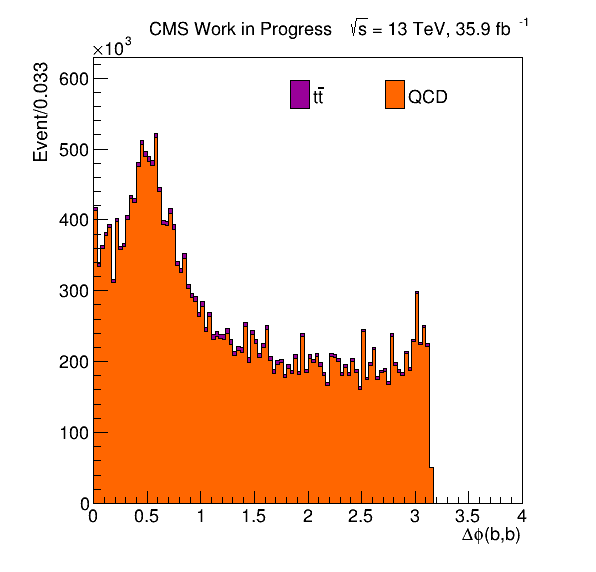 CMS Work in Progress √s = 13 TeV, 35.9 fb⁻¹
×10³
Event/0.033
600
500
400
300
200
100
0
tt̄ QCD
0 0.5 1 1.5 2 2.5 3 3.5 4
Δϕ(b,b)